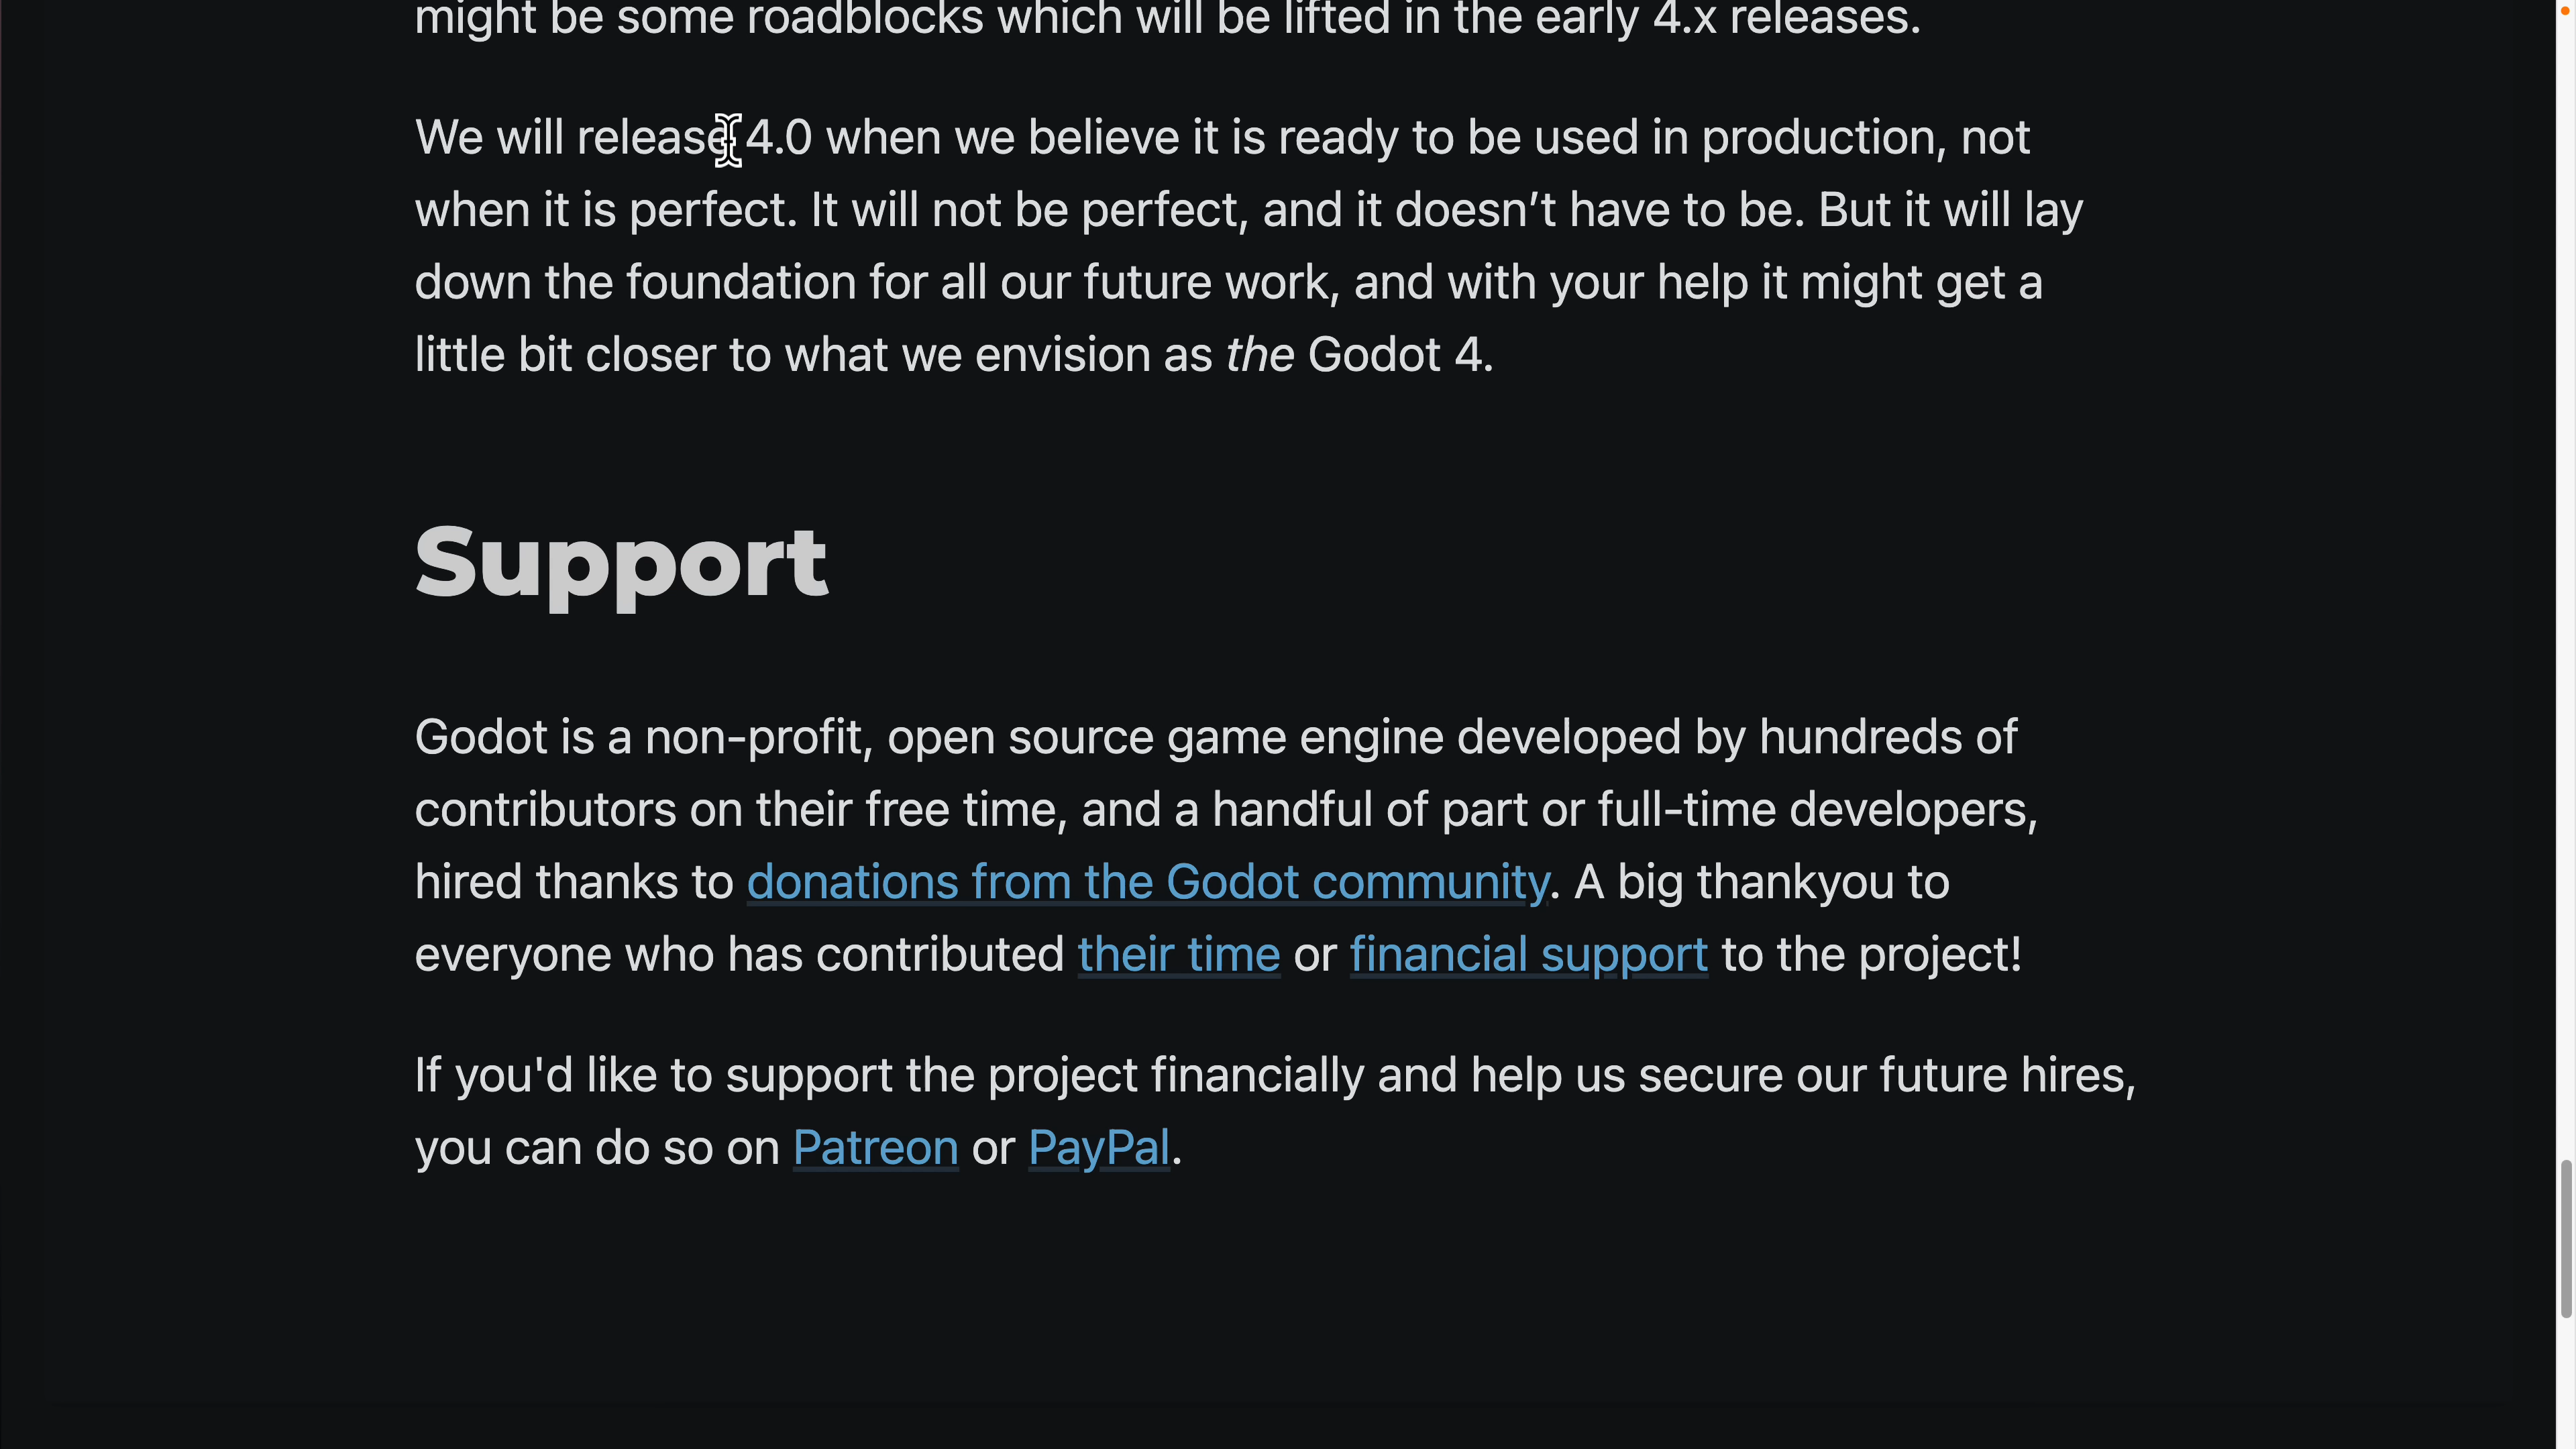 might be some roadblocks which will be lifted in the early 4.x releases.
We will release 4.0 when we believe it is ready to be used in production, not
when it is perfect. It will not be perfect, and it doesn’t have to be. But it will lay
down the foundation for all our future work, and with your help it might get a
little bit closer to what we envision as the Godot 4.
Support
Godot is a non-profit, open source game engine developed by hundreds of
contributors on their free time, and a handful of part or full-time developers,
hired thanks to donations from the Godot community. A big thankyou to
everyone who has contributed their time or financial support to the project!
If you'd like to support the project financially and help us secure our future hires,
you can do so on Patreon or PayPal.